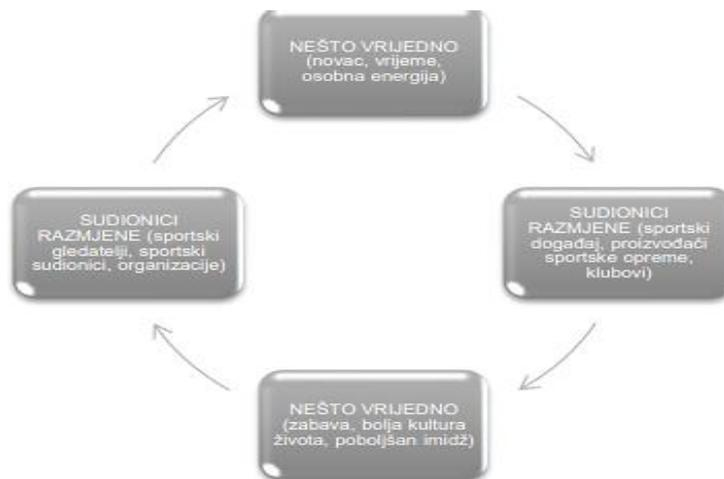 NEŠTO VRIJEDNO
(novac, vrijeme,
osobna energija)
SUDIONICI
RAZMJENE (sportski
gledatelji, sportski
sudionici, organizacije)
SUDIONICI
RAZMJENE (sportski
događaj, proizvođači
sportske opreme,
klubovi)
NEŠTO VRIJEDNO
(zabava, bolja kultura
života, poboljšan imidž)